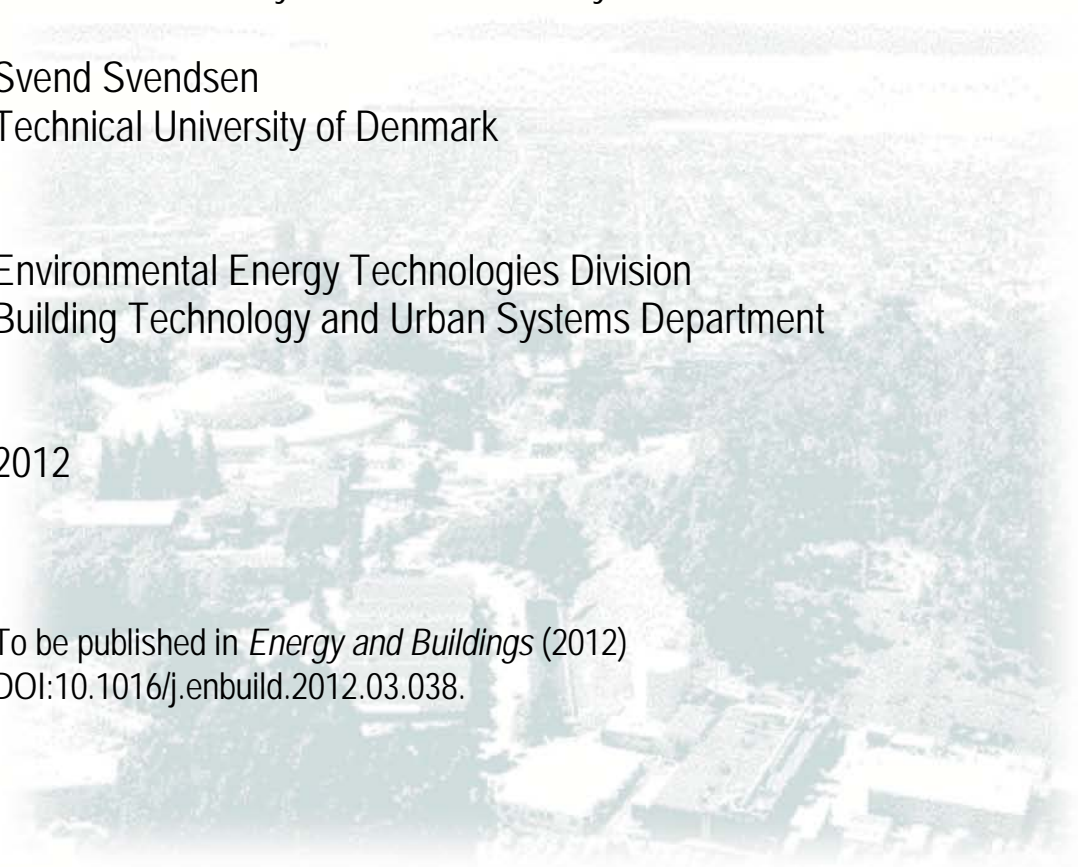 Svend Svendsen
Technical University of Denmark
Environmental Energy Technologies Division
Building Technology and Urban Systems Department
2012
To be published in Energy and Buildings (2012)
DOI:10.1016/j.enbuild.2012.03.038.